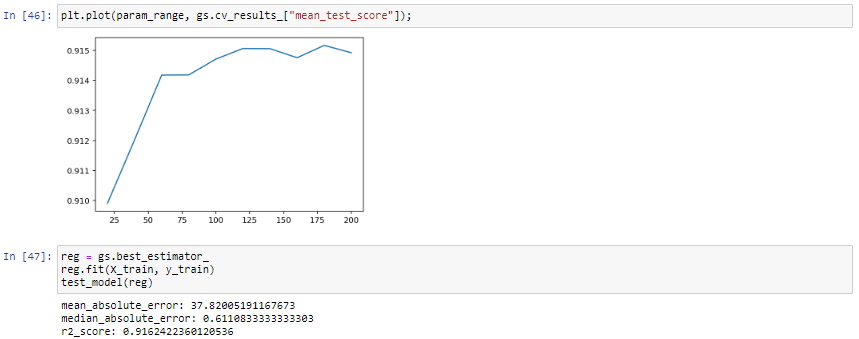 In [46]: plt.plot(param_range, gs.cv_results_["mean_test_score"]);
0.915
0.914
0.913
0.912
0.911
0.910
25 50 75 100 125 150 175 200
In [47]: reg = gs.best_estimator_
reg.fit(X_train, y_train)
test_model(reg)
mean_absolute_error: 37.82005191167673
median_absolute_error: 0.6110833333333303
r2_score: 0.9162422360120536